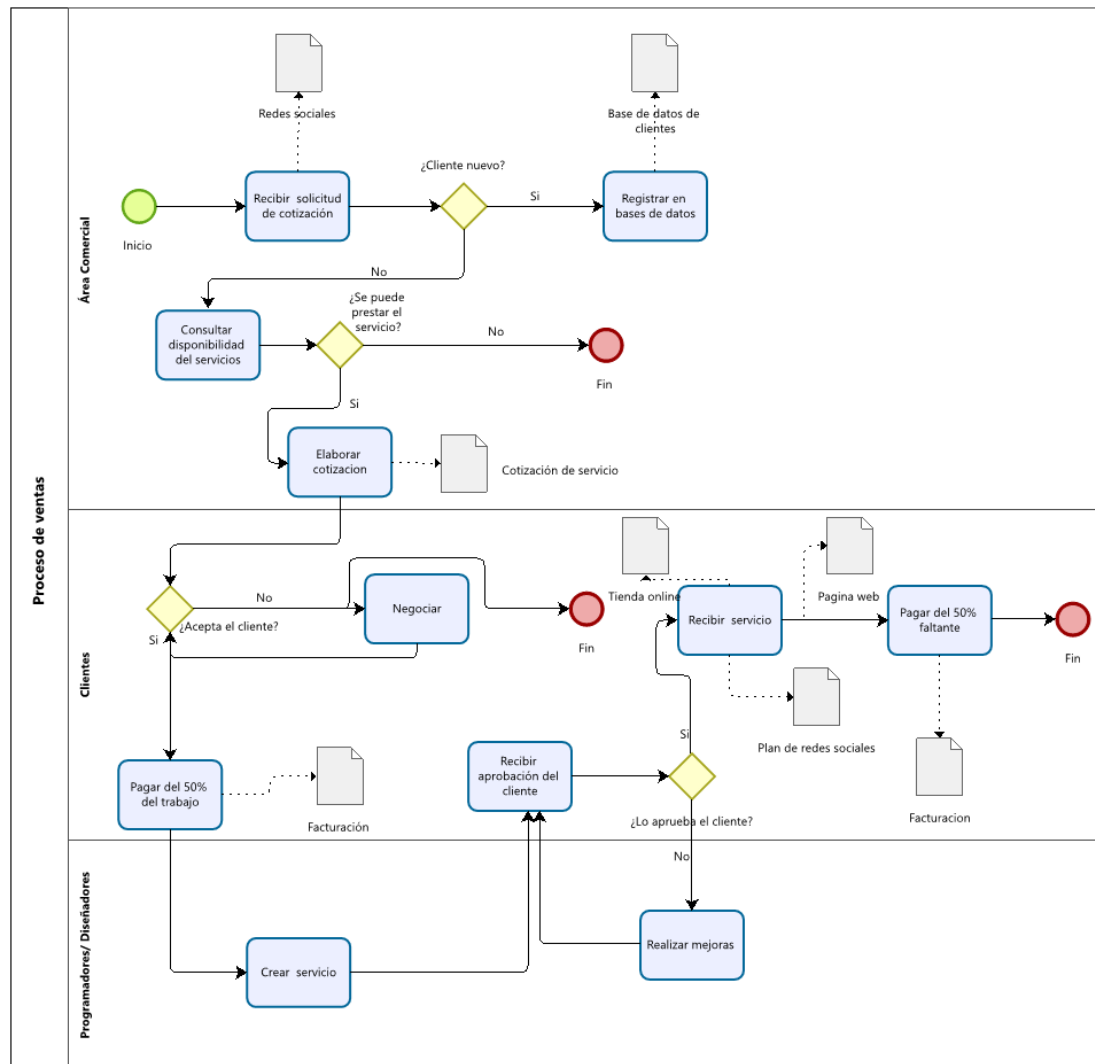 Proceso de ventas
Área Comercial
Redes sociales
Base de datos de
clientes
¿Cliente nuevo?
Inicio
Recibir solicitud
de cotización
Si
Registrar en
bases de datos
No
Consultar
disponibilidad
del servicios
¿Se puede
prestar el
servicio?
No
Fin
Si
Elaborar
cotizacion
Cotización de servicio
Clientes
¿Acepta el cliente?
No
Negociar
Fin
Si
Tienda online
Recibir servicio
Pagina web
Pagar del 50%
faltante
Fin
Plan de redes sociales
Facturacion
Pagar del 50%
del trabajo
Facturación
Recibir
aprobación del
cliente
Si
¿Lo aprueba el cliente?
No
Programadores/ Diseñadores
Crear servicio
Realizar mejoras